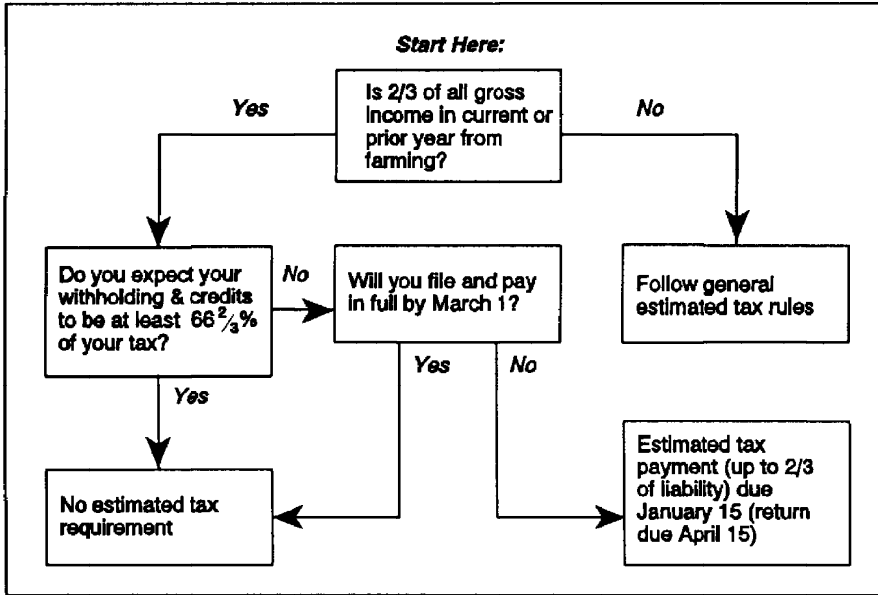 Start Here:
Is 2/3 of all gross
income in current or
prior year from
farming?
Yes
No
Do you expect your
withholding & credits
to be at least 66 2/3%
of your tax?
No
Will you file and pay
in full by March 1?
Follow general
estimated tax rules
Yes
Yes
No
No estimated tax
requirement
Estimated tax
payment (up to 2/3
of liability) due
January 15 (return
due April 15)